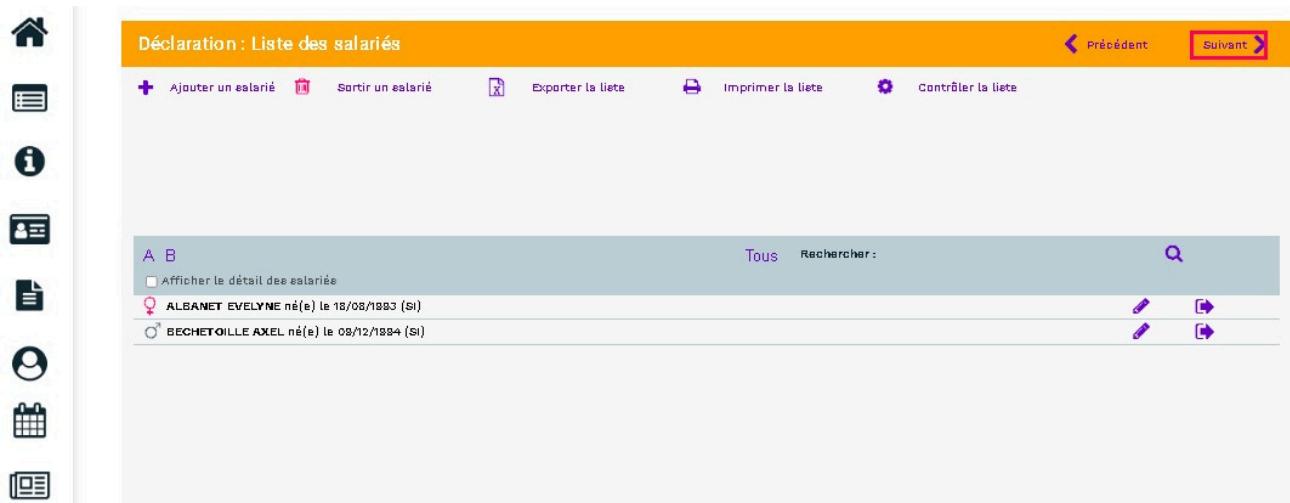 Déclaration : Liste des salariés
Précédent
Suivant
Ajouter un salarié
Sortir un salarié
Exporter la liste
Imprimer la liste
Contrôler la liste
A B
Tous
Rechercher :
Afficher le détail des salariés
ALBANET EVELYNE né(e) le 18/08/1993 (SI)
BECHETOILLE AXEL né(e) le 09/12/1994 (SI)